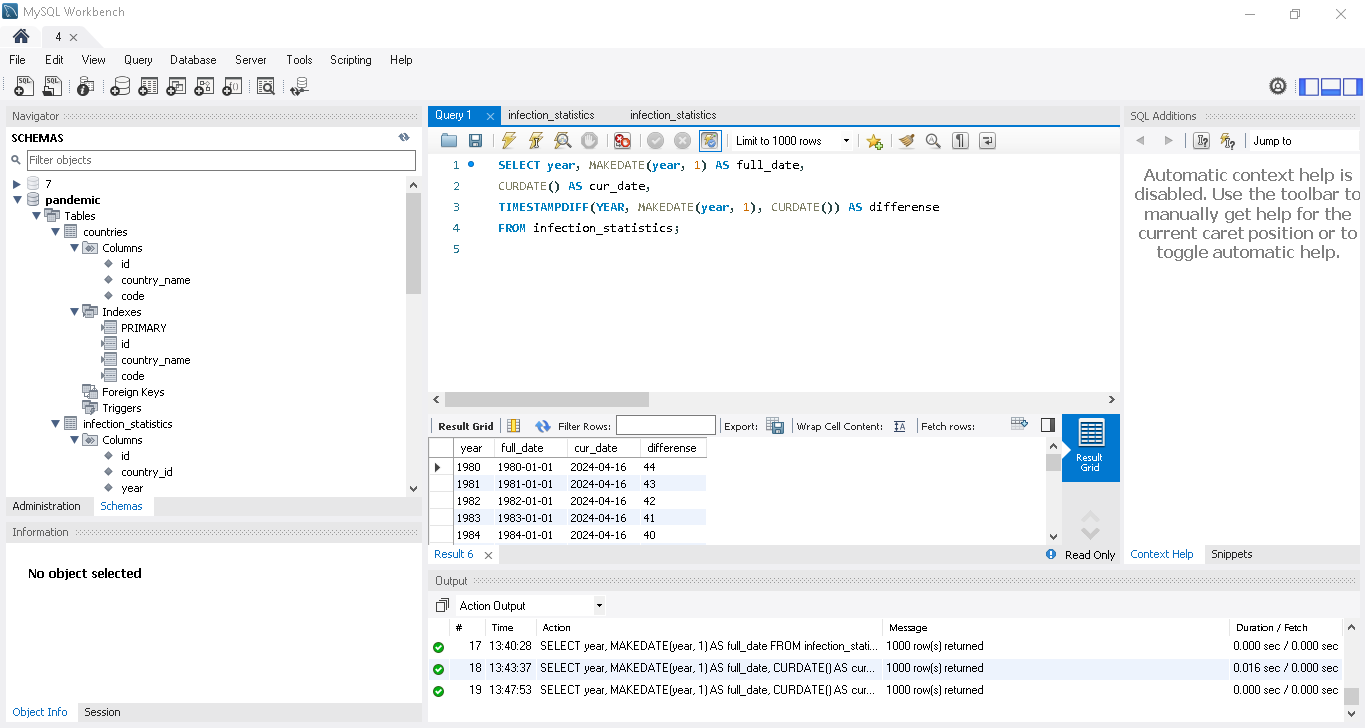 MySQL Workbench
4
File Edit View Query Database Server Tools Scripting Help
Navigator
SCHEMAS
Filter objects
7
pandemic
Tables
countries
Columns
id
country_name
code
Indexes
PRIMARY
id
country_name
code
Foreign Keys
Triggers
infection_statistics
Columns
id
country_id
year
Administration Schemas
Information
No object selected
Object Info Session
Query 1 infection_statistics infection_statistics
Limit to 1000 rows
1 SELECT year, MAKEDATE(year, 1) AS full_date,
2 CURDATE() AS cur_date,
3 TIMESTAMPDIFF(YEAR, MAKEDATE(year, 1), CURDATE()) AS differense
4 FROM infection_statistics;
5
Result Grid Filter Rows: Export: Wrap Cell Content: Fetch rows:
year full_date cur_date differense
1980 1980-01-01 2024-04-16 44
1981 1981-01-01 2024-04-16 43
1982 1982-01-01 2024-04-16 42
1983 1983-01-01 2024-04-16 41
1984 1984-01-01 2024-04-16 40
Result
Grid
Result 6 Read Only
SQL Additions
Jump to
Automatic context help is
disabled. Use the toolbar to
manually get help for the
current caret position or to
toggle automatic help.
Context Help Snippets
Output
Action Output
# Time Action Message Duration / Fetch
17 13:40:28 SELECT year, MAKEDATE(year, 1) AS full_date FROM infection_stati... 1000 row(s) returned 0.000 sec / 0.000 sec
18 13:43:37 SELECT year, MAKEDATE(year, 1) AS full_date, CURDATE() AS cur... 1000 row(s) returned 0.016 sec / 0.000 sec
19 13:47:53 SELECT year, MAKEDATE(year, 1) AS full_date, CURDATE() AS cur... 1000 row(s) returned 0.000 sec / 0.000 sec